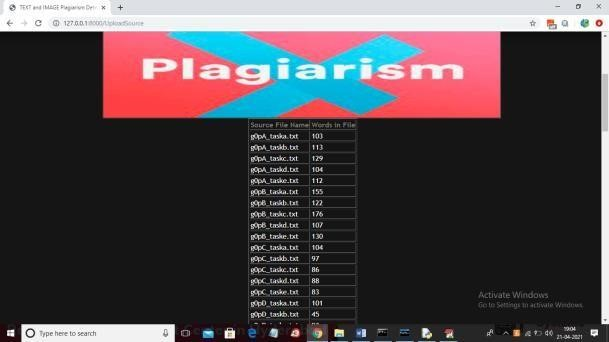 TEXT and IMAGE Plagiarism Det
127.0.0.1:8000/UploadSource
Plagiarism
Source File Name Words in File
g0pA_taska.txt 103
g0pA_taskb.txt 113
g0pA_taskc.txt 129
g0pA_taskd.txt 104
g0pA_taske.txt 112
g0pB_taska.txt 155
g0pB_taskb.txt 122
g0pB_taskc.txt 176
g0pB_taskd.txt 107
g0pB_taske.txt 130
g0pC_taska.txt 104
g0pC_taskb.txt 97
g0pC_taskc.txt 86
g0pC_taskd.txt 88
g0pC_taske.txt 83
g0pD_taska.txt 101
g0pD_taskb.txt 45
Activate Windows
Go to Settings to activate Windows.
Type here to search
19:04
21-04-2021